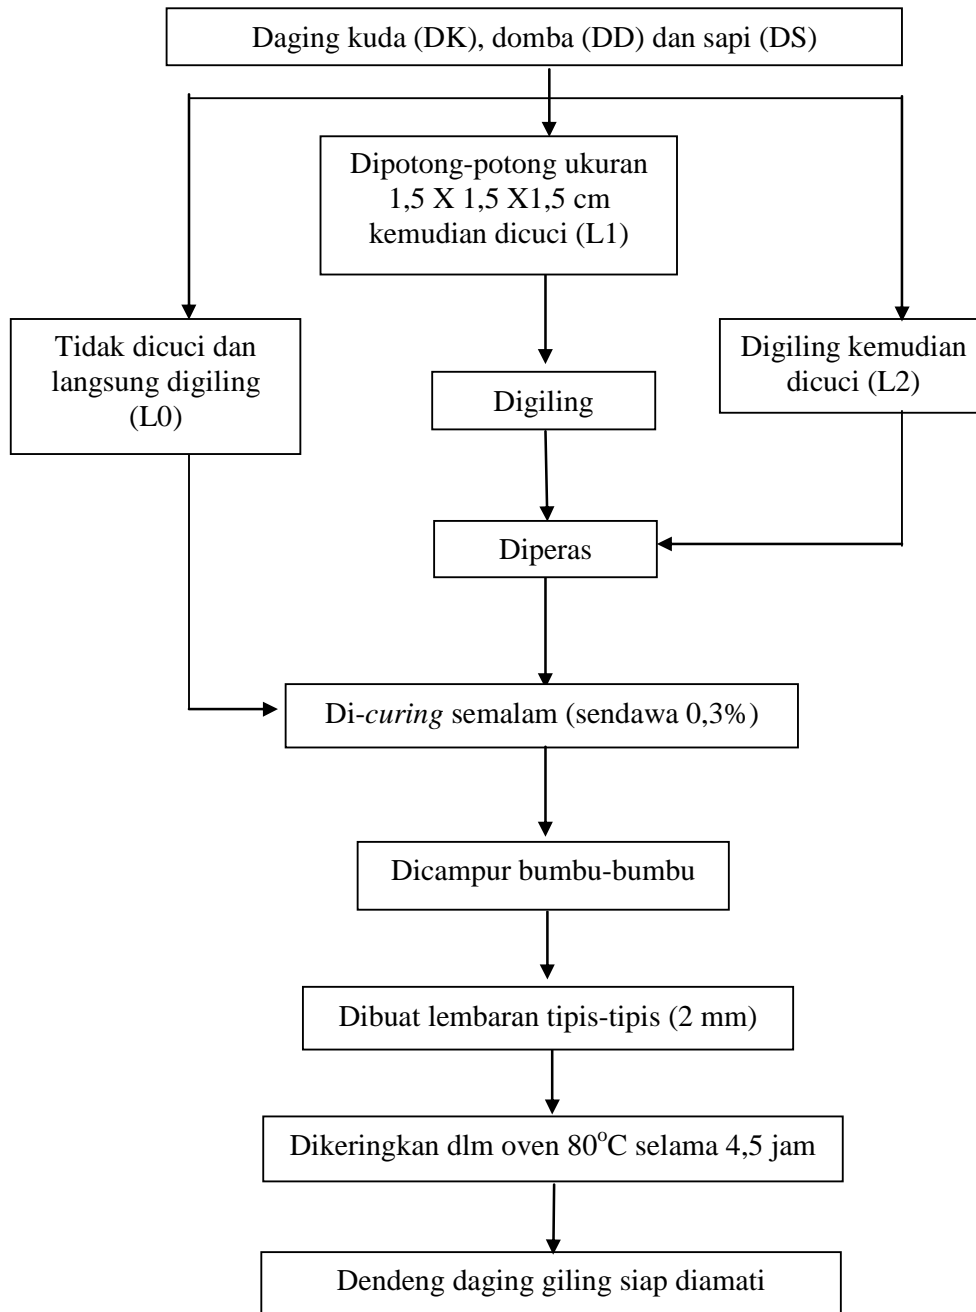 Daging kuda (DK), domba (DD) dan sapi (DS)
Dipotong-potong ukuran
1,5 X 1,5 X1,5 cm
kemudian dicuci (L1)
Tidak dicuci dan
langsung digiling
(L0)
Digiling kemudian
dicuci (L2)
Digiling
Diperas
Di-curing semalam (sendawa 0,3%)
Dicampur bumbu-bumbu
Dibuat lembaran tipis-tipis (2 mm)
Dikeringkan dlm oven 80°C selama 4,5 jam
Dendeng daging giling siap diamati